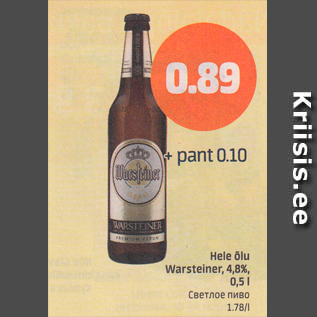 0.89
+ pant 0.10
Warsteiner
WARSTEINER
PREMIUM VERUM
Hele õlu
Warsteiner, 4,8%,
0,5 l
Светлое пиво
1.78/l
Kriisis.ee